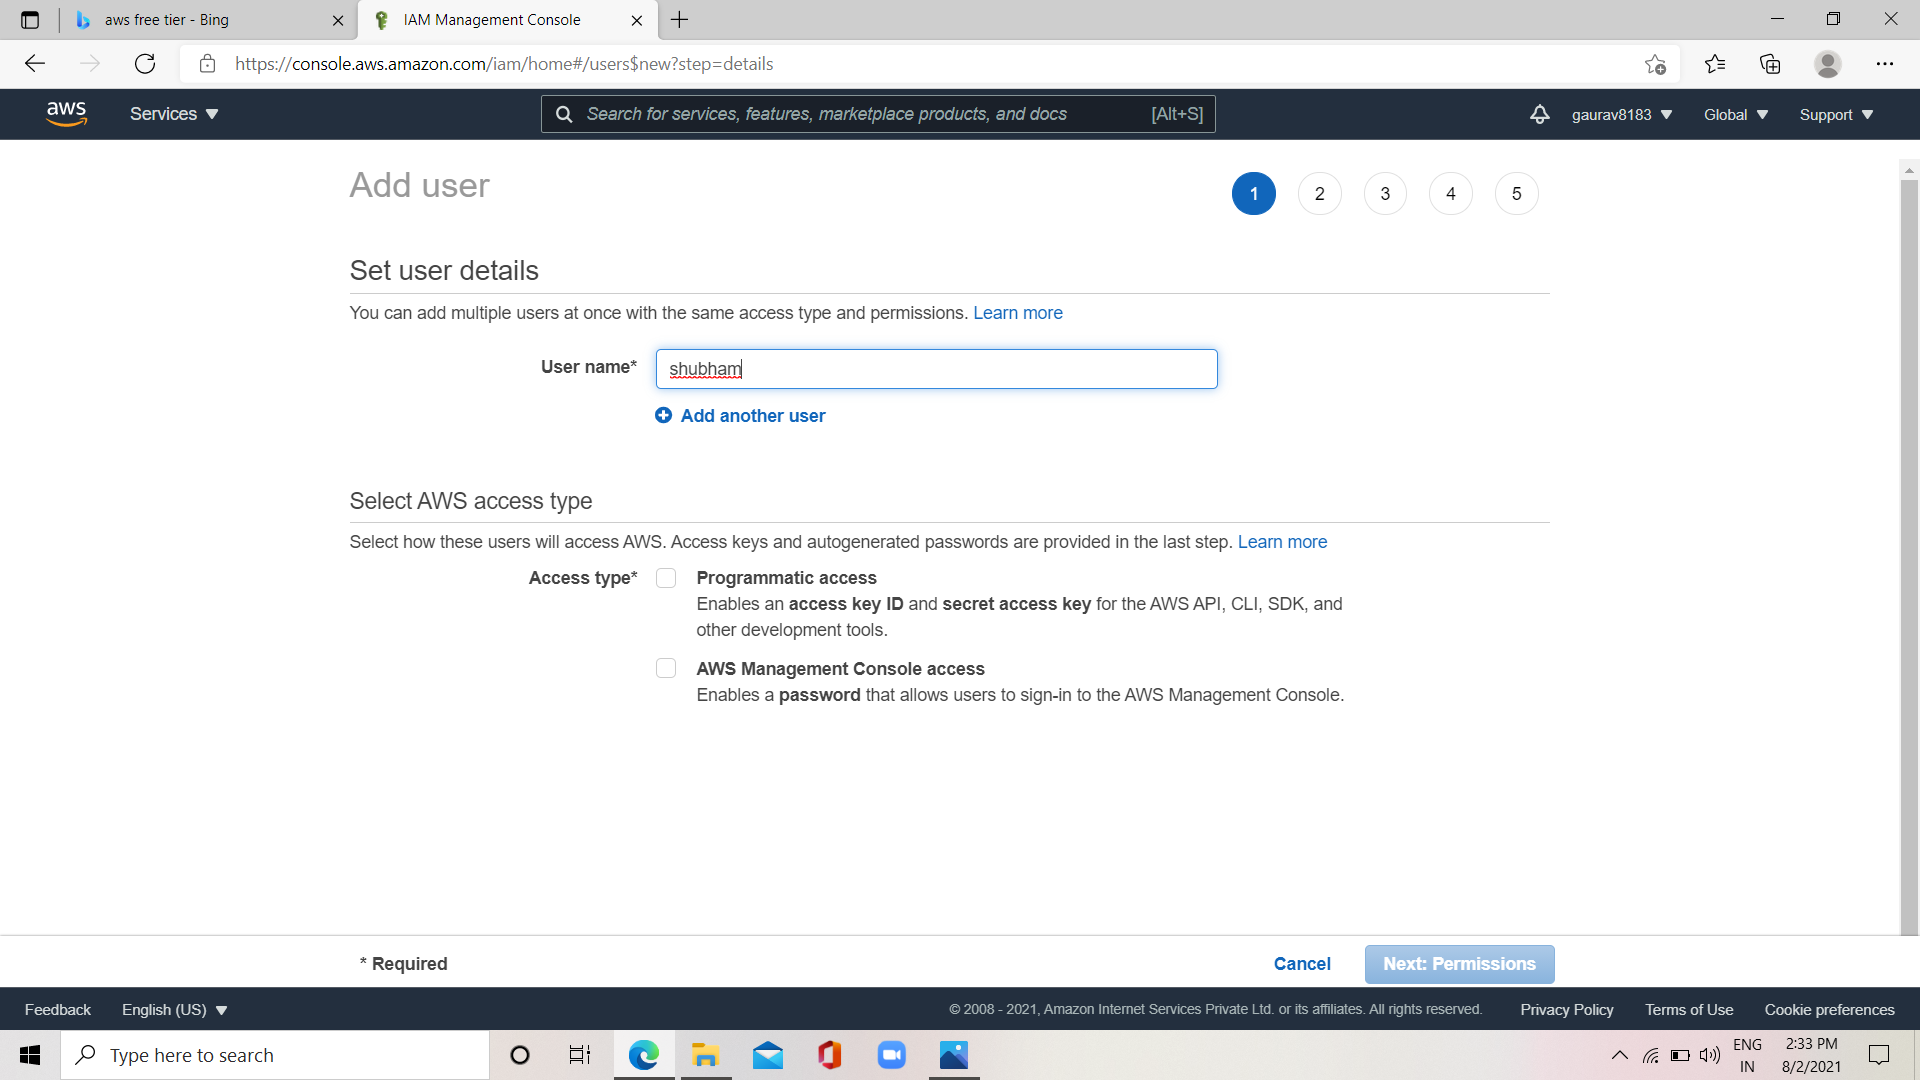 aws free tier - Bing
IAM Management Console
https://console.aws.amazon.com/iam/home#/users$new?step=details
aws
Services
Search for services, features, marketplace products, and docs [Alt+S]
gaurav8183
Global
Support
Add user
1 2 3 4 5
Set user details
You can add multiple users at once with the same access type and permissions. Learn more
User name* shubham
Add another user
Select AWS access type
Select how these users will access AWS. Access keys and autogenerated passwords are provided in the last step. Learn more
Access type* Programmatic access
Enables an access key ID and secret access key for the AWS API, CLI, SDK, and
other development tools.
AWS Management Console access
Enables a password that allows users to sign-in to the AWS Management Console.
* Required
Cancel
Next: Permissions
Feedback
English (US)
© 2008 - 2021, Amazon Internet Services Private Ltd. or its affiliates. All rights reserved.
Privacy Policy
Terms of Use
Cookie preferences
Type here to search
ENG
IN
2:33 PM
8/2/2021